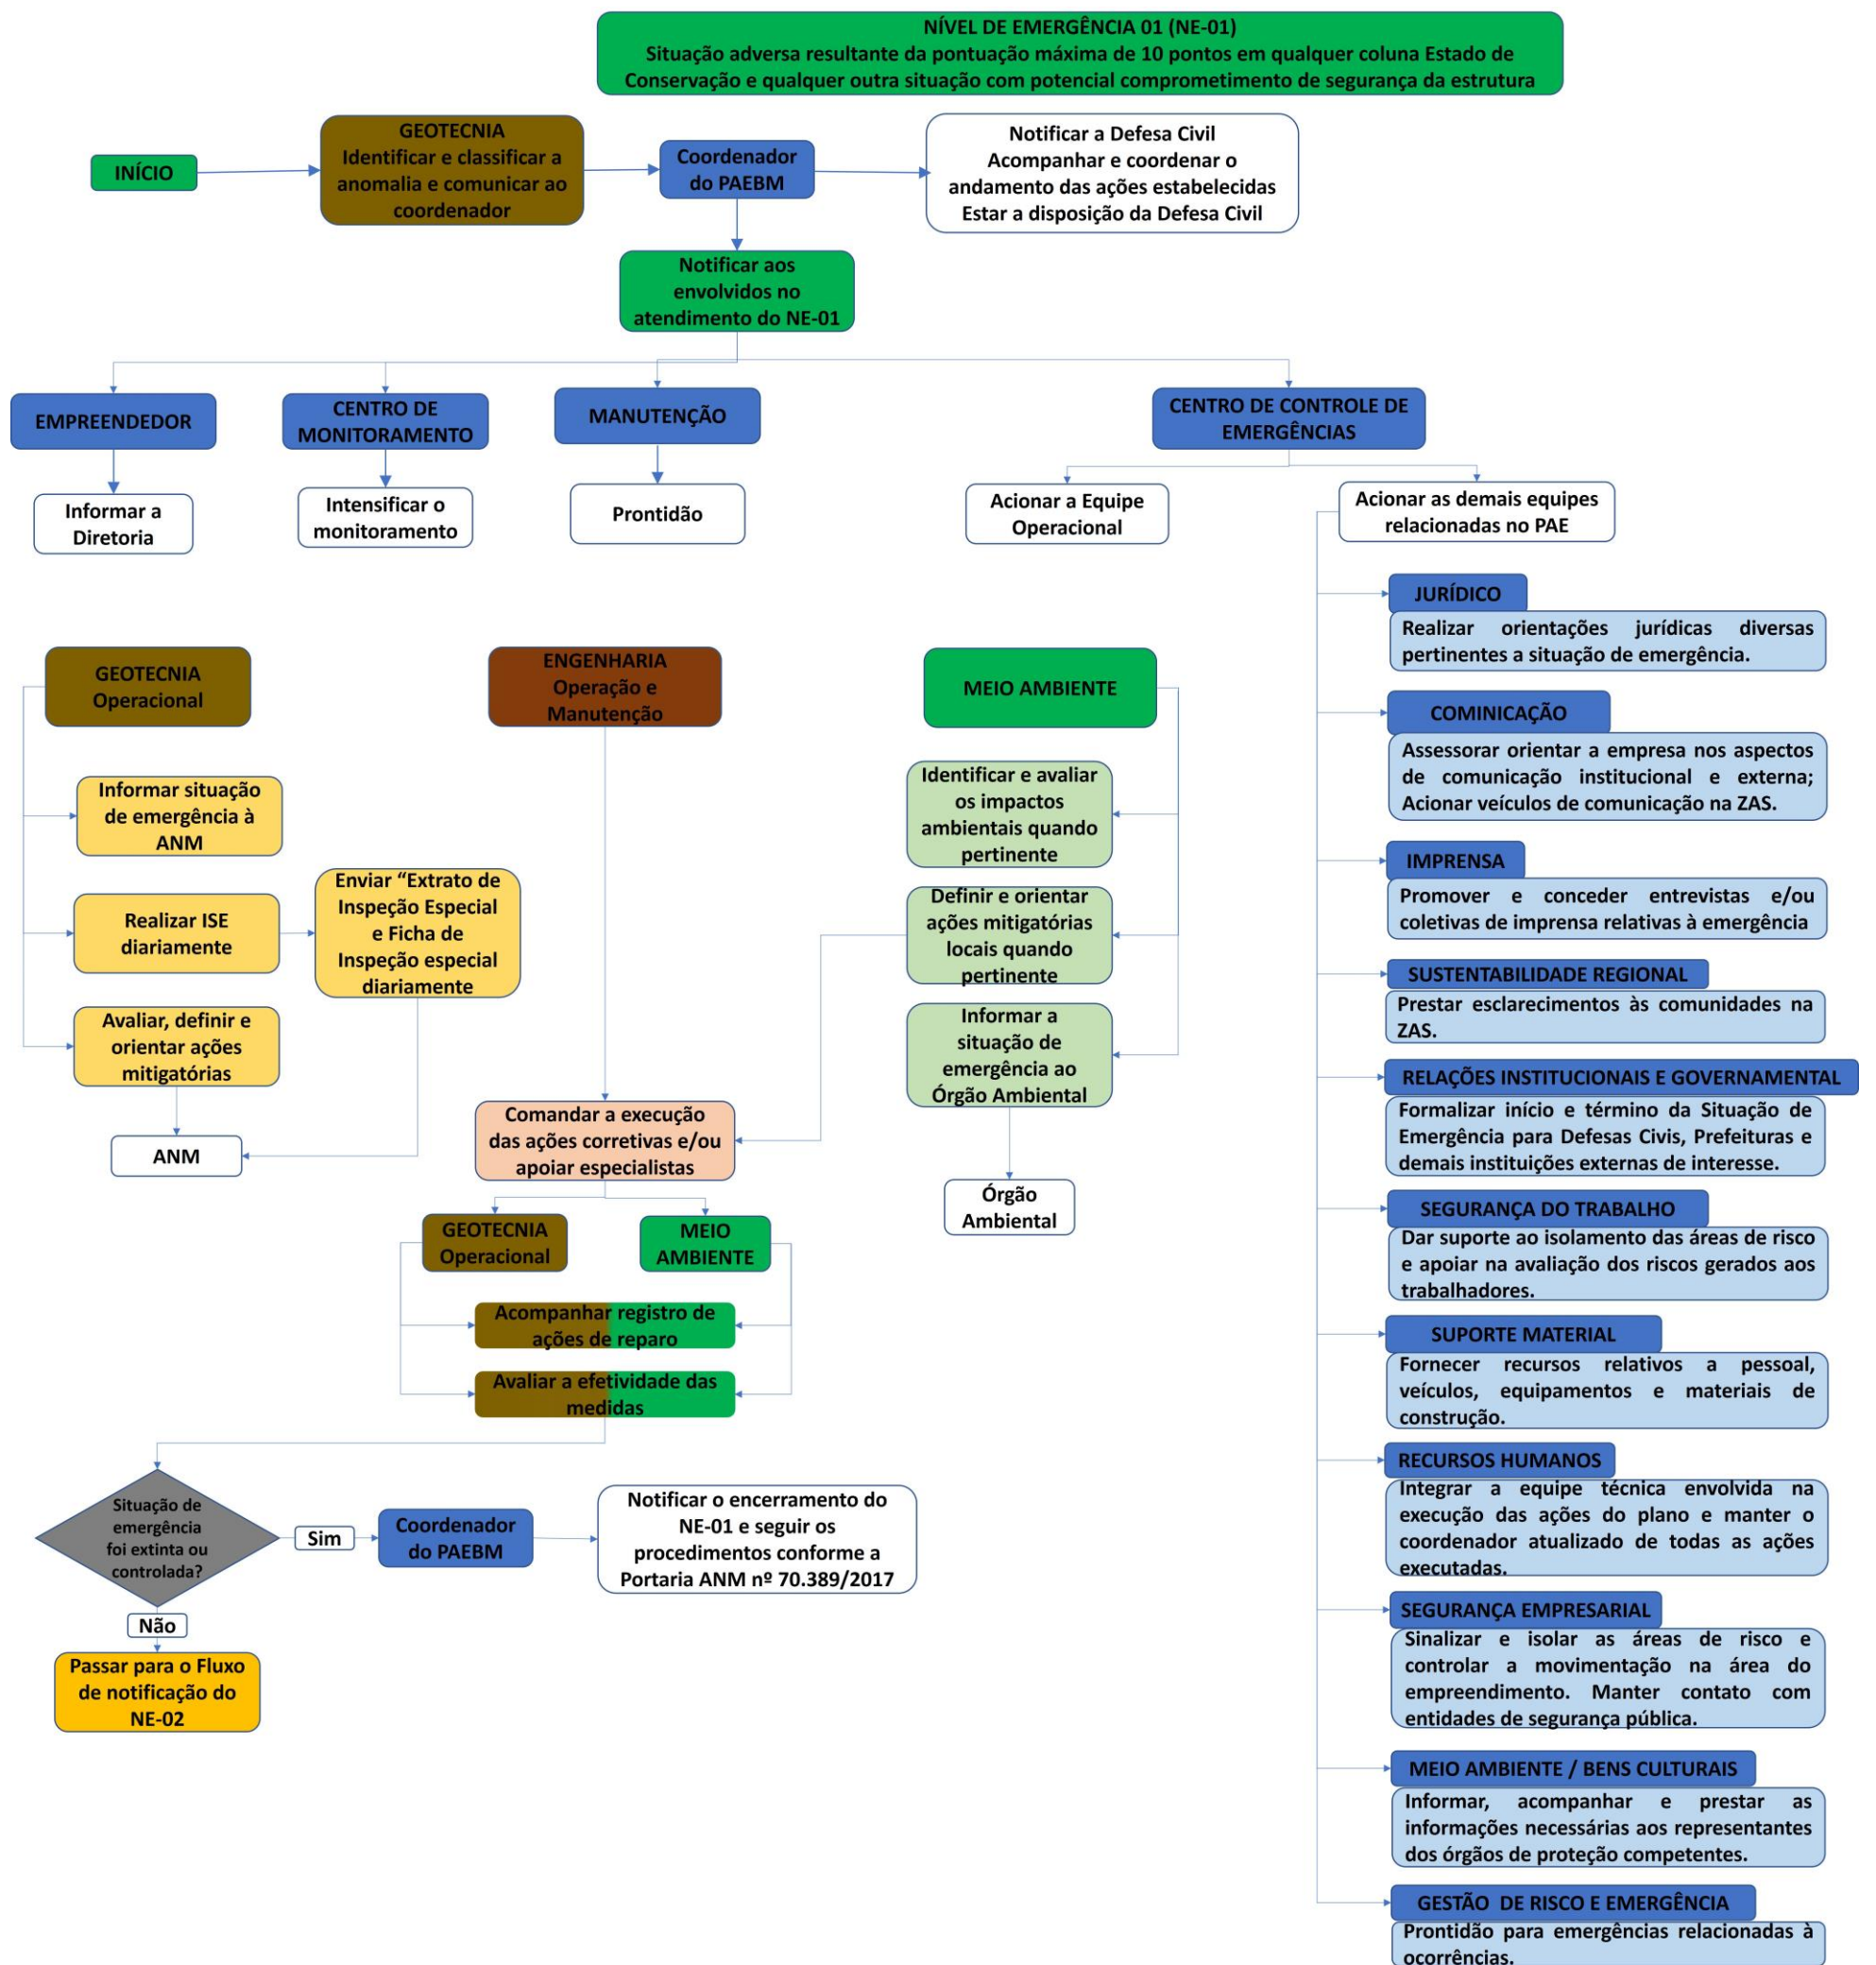 NÍVEL DE EMERGÊNCIA 01 (NE-01)
Situação adversa resultante da pontuação máxima de 10 pontos em qualquer coluna Estado de
Conservação e qualquer outra situação com potencial comprometimento de segurança da estrutura
INÍCIO
GEOTECNIA
Identificar e classificar a
anomalia e comunicar ao
coordenador
Coordenador
do PAEBM
Notificar a Defesa Civil
Acompanhar e coordenar o
andamento das ações estabelecidas
Estar a disposição da Defesa Civil
Notificar aos
envolvidos no
atendimento do NE-01
EMPREENDEDOR
CENTRO DE
MONITORAMENTO
MANUTENÇÃO
CENTRO DE CONTROLE DE
EMERGÊNCIAS
Informar a
Diretoria
Intensificar o
monitoramento
Prontidão
Acionar a Equipe
Operacional
Acionar as demais equipes
relacionadas no PAE
GEOTECNIA
Operacional
Informar situação
de emergência à
ANM
Realizar ISE
diariamente
Enviar “Extrato de
Inspeção Especial
e Ficha de
Inspeção especial
diariamente
Avaliar, definir e
orientar ações
mitigatórias
ANM
ENGENHARIA
Operação e
Manutenção
MEIO AMBIENTE
Identificar e avaliar
os impactos
ambientais quando
pertinente
Definir e orientar
ações mitigatórias
locais quando
pertinente
Informar a
situação de
emergência ao
Órgão Ambiental
Órgão
Ambiental
Comandar a execução
das ações corretivas e/ou
apoiar especialistas
GEOTECNIA
Operacional
MEIO
AMBIENTE
Acompanhar registro de
ações de reparo
Avaliar a efetividade das
medidas
Situação de
emergência
foi extinta ou
controlada?
Sim
Coordenador
do PAEBM
Notificar o encerramento do
NE-01 e seguir os
procedimentos conforme a
Portaria ANM nº 70.389/2017
Não
Passar para o Fluxo
de notificação do
NE-02
JURÍDICO
Realizar orientações jurídicas diversas
pertinentes a situação de emergência.
COMINICAÇÃO
Assessorar orientar a empresa nos aspectos
de comunicação institucional e externa;
Acionar veículos de comunicação na ZAS.
IMPRENSA
Promover e conceder entrevistas e/ou
coletivas de imprensa relativas à emergência
SUSTENTABILIDADE REGIONAL
Prestar esclarecimentos às comunidades na
ZAS.
RELAÇÕES INSTITUCIONAIS E GOVERNAMENTAL
Formalizar início e término da Situação de
Emergência para Defesas Civis, Prefeituras e
demais instituições externas de interesse.
SEGURANÇA DO TRABALHO
Dar suporte ao isolamento das áreas de risco
e apoiar na avaliação dos riscos gerados aos
trabalhadores.
SUPORTE MATERIAL
Fornecer recursos relativos a pessoal,
veículos, equipamentos e materiais de
construção.
RECURSOS HUMANOS
Integrar a equipe técnica envolvida na
execução das ações do plano e manter o
coordenador atualizado de todas as ações
executadas.
SEGURANÇA EMPRESARIAL
Sinalizar e isolar as áreas de risco e
controlar a movimentação na área do
empreendimento. Manter contato com
entidades de segurança pública.
MEIO AMBIENTE / BENS CULTURAIS
Informar, acompanhar e prestar as
informações necessárias aos representantes
dos órgãos de proteção competentes.
GESTÃO DE RISCO E EMERGÊNCIA
Prontidão para emergências relacionadas à
ocorrências.